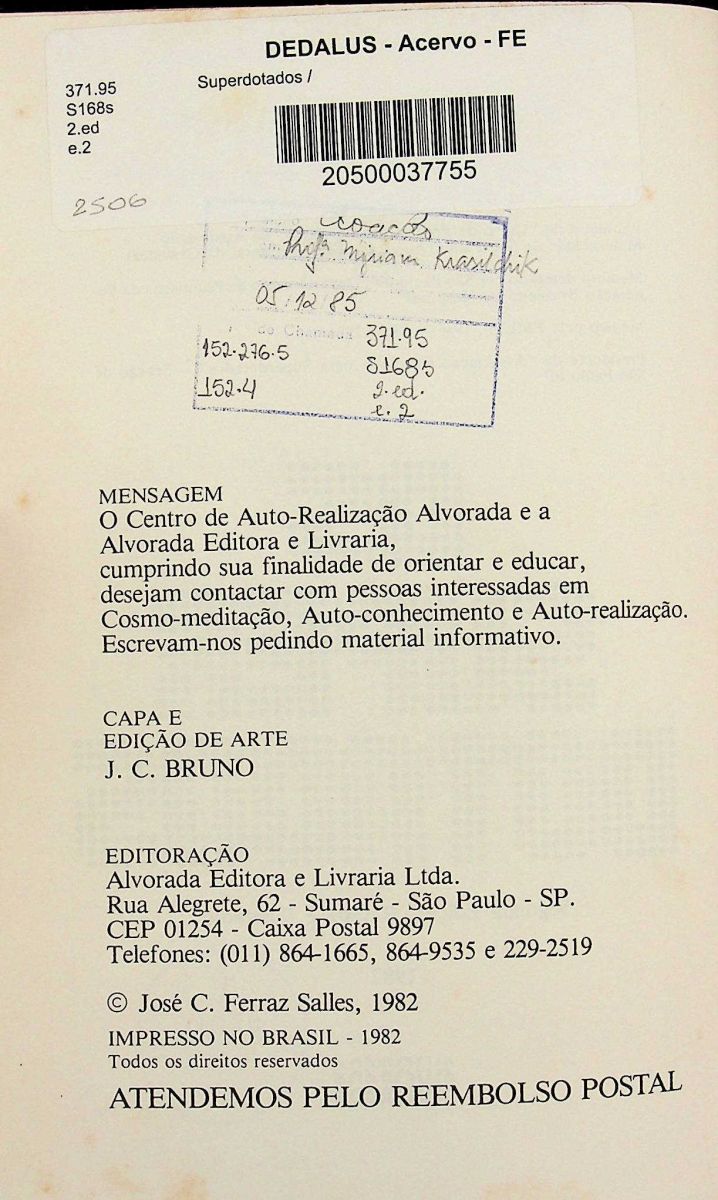 DEDALUS - Acervo - FE
371.95
S168s
2.ed
e.2
Superdotados /
20500037755
2506
Profª Myriam Krasilchik
05.12.85
de Chamada
152.276.5
371.95
S168s
152.4
2.ed.
e.2
MENSAGEM
O Centro de Auto-Realização Alvorada e a
Alvorada Editora e Livraria,
cumprindo sua finalidade de orientar e educar,
desejam contactar com pessoas interessadas em
Cosmo-meditação, Auto-conhecimento e Auto-realização.
Escrevam-nos pedindo material informativo.
CAPA E
EDIÇÃO DE ARTE
J. C. BRUNO
EDITORAÇÃO
Alvorada Editora e Livraria Ltda.
Rua Alegrete, 62 - Sumaré - São Paulo - SP.
CEP 01254 - Caixa Postal 9897
Telefones: (011) 864-1665, 864-9535 e 229-2519
© José C. Ferraz Salles, 1982
IMPRESSO NO BRASIL - 1982
Todos os direitos reservados
ATENDEMOS PELO REEMBOLSO POSTAL